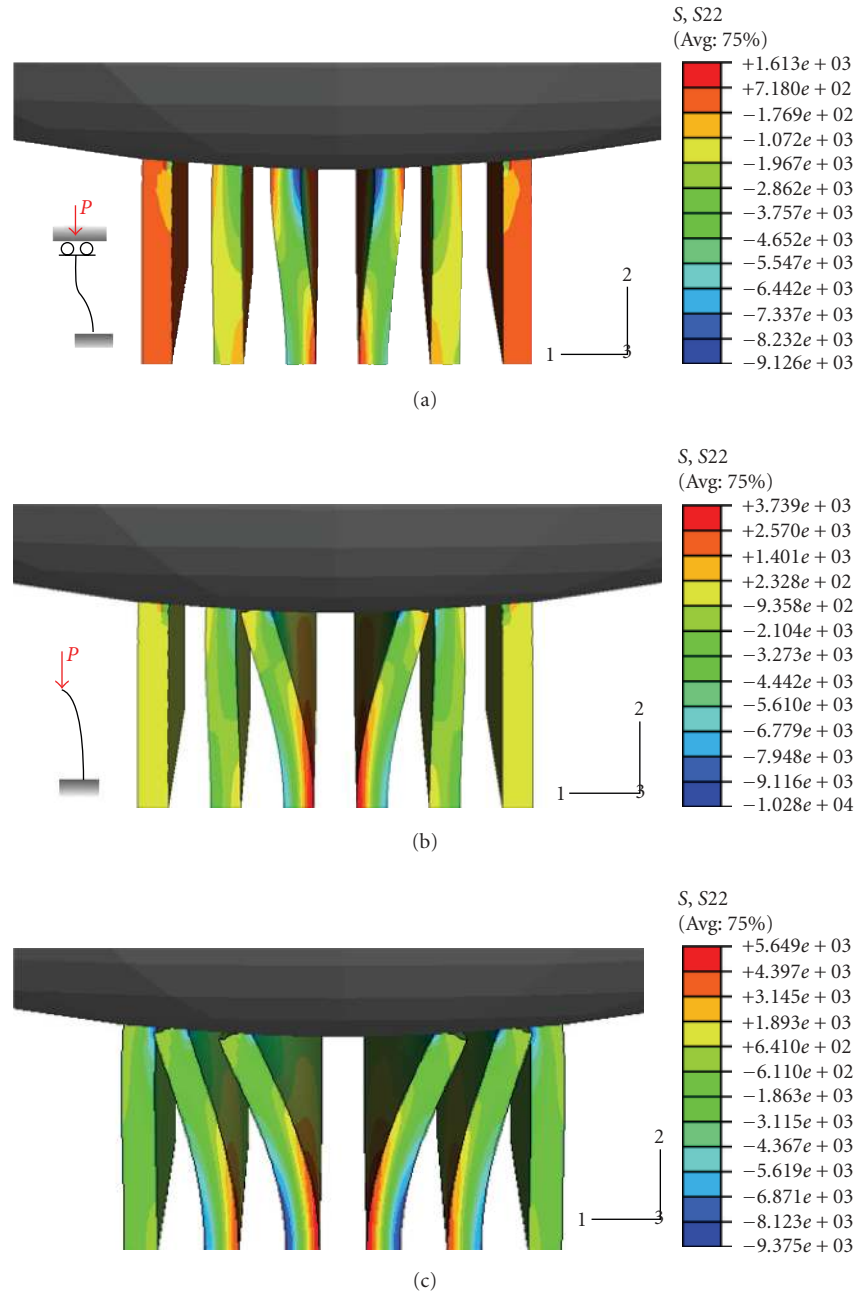 S, S22
(Avg: 75%)
+1.613e + 03
+7.180e + 02
−1.769e + 02
−1.072e + 03
−1.967e + 03
−2.862e + 03
−3.757e + 03
−4.652e + 03
−5.547e + 03
−6.442e + 03
−7.337e + 03
−8.232e + 03
−9.126e + 03
P
2
1
3
(a)
S, S22
(Avg: 75%)
+3.739e + 03
+2.570e + 03
+1.401e + 03
+2.328e + 02
−9.358e + 02
−2.104e + 03
−3.273e + 03
−4.442e + 03
−5.610e + 03
−6.779e + 03
−7.948e + 03
−9.116e + 03
−1.028e + 04
P
2
1
3
(b)
S, S22
(Avg: 75%)
+5.649e + 03
+4.397e + 03
+3.145e + 03
+1.893e + 03
+6.410e + 02
−6.110e + 02
−1.863e + 03
−3.115e + 03
−4.367e + 03
−5.619e + 03
−6.871e + 03
−8.123e + 03
−9.375e + 03
2
1
3
(c)